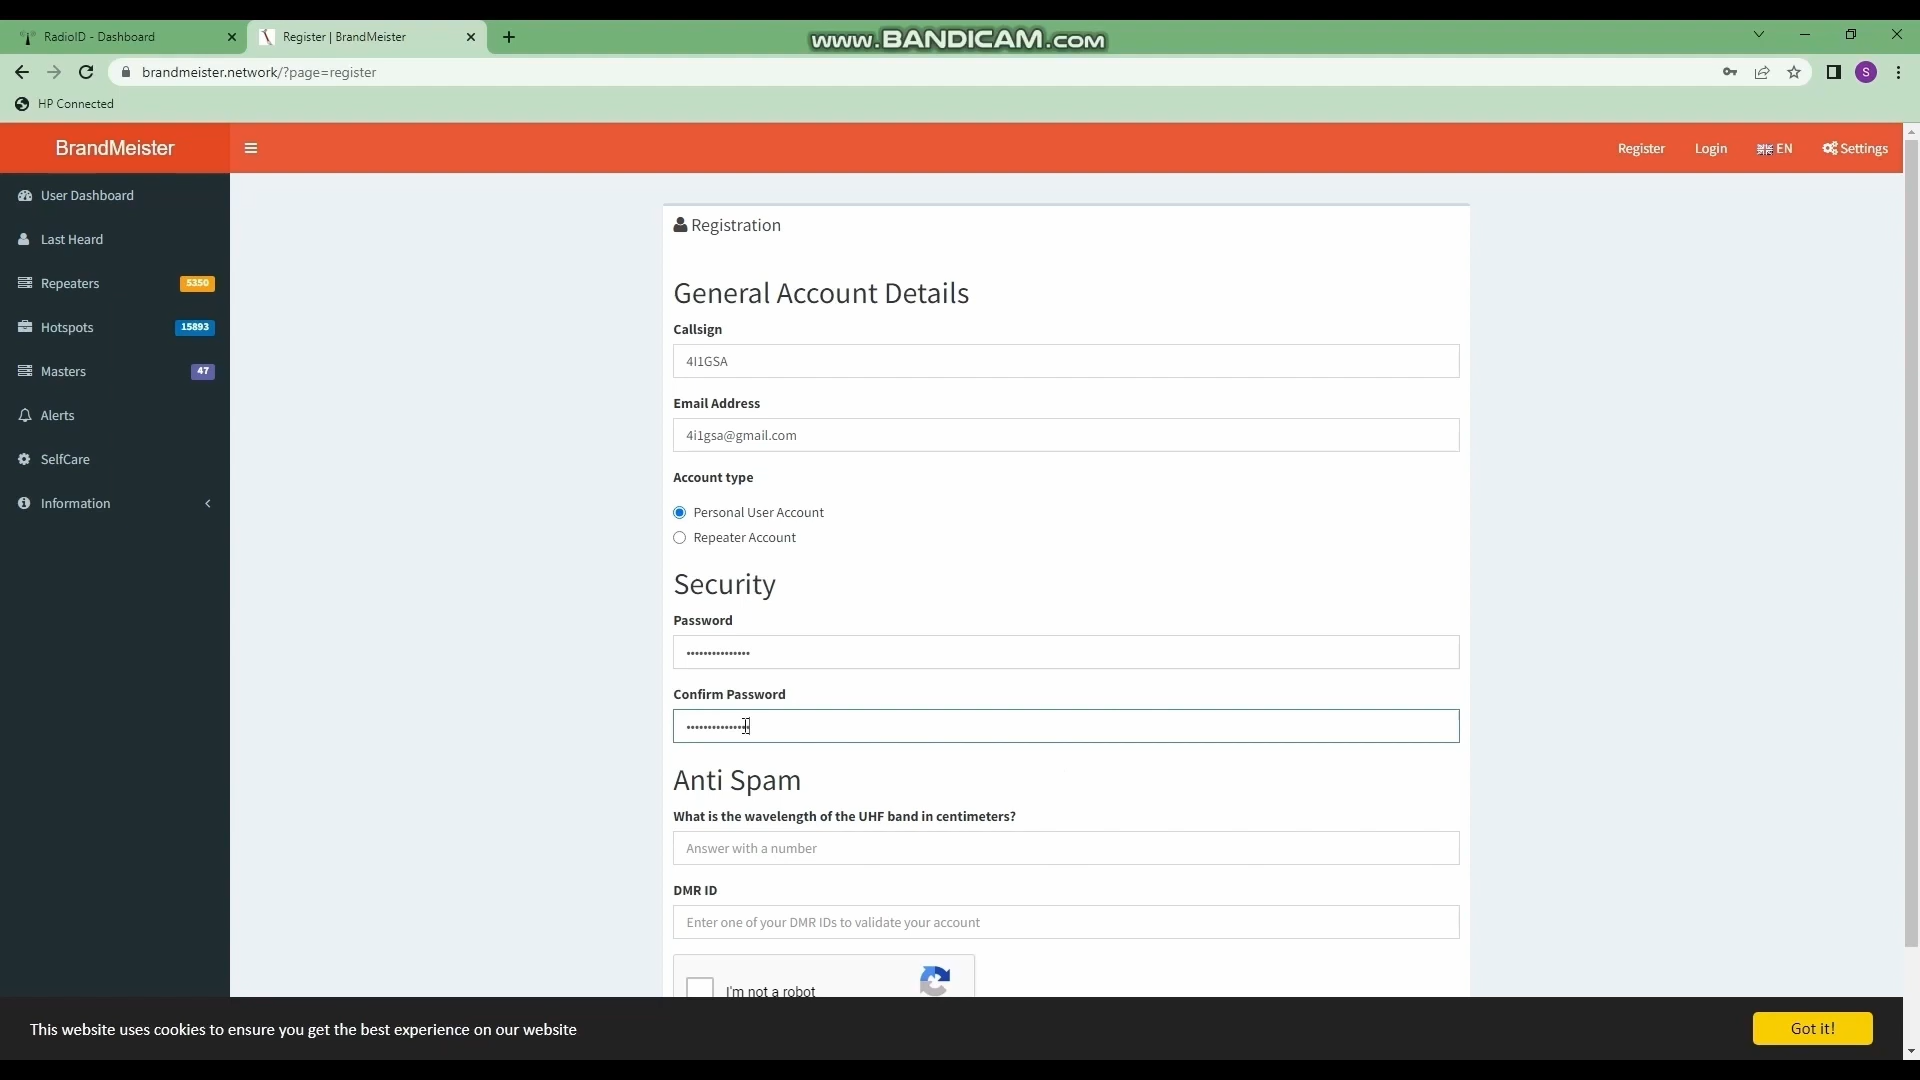 RadioID - Dashboard
Register | BrandMeister
www.BANDICAM.com
brandmeister.network/?page=register
S
HP Connected
BrandMeister
Register
Login
EN
Settings
User Dashboard
Last Heard
Repeaters 5350
Hotspots 15893
Masters 47
Alerts
SelfCare
Information
Registration
General Account Details
Callsign
4I1GSA
Email Address
4i1gsa@gmail.com
Account type
Personal User Account
Repeater Account
Security
Password
•••••••••••••••
Confirm Password
•••••••••••••••
Anti Spam
What is the wavelength of the UHF band in centimeters?
Answer with a number
DMR ID
Enter one of your DMR IDs to validate your account
I'm not a robot
This website uses cookies to ensure you get the best experience on our website
Got it!